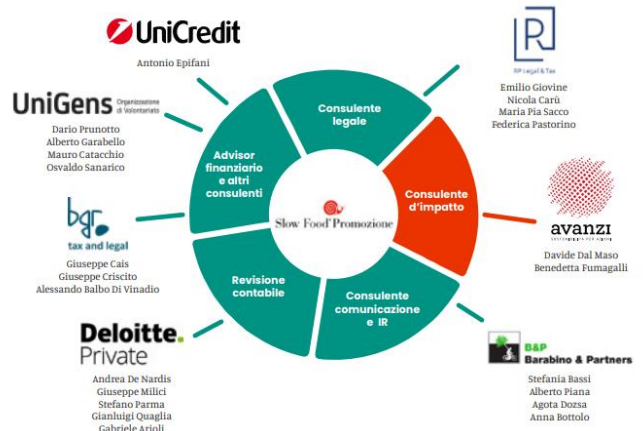 UniCredit
Antonio Epifani
UniGens Organizzazione
di Volontariato
Dario Prunotto
Alberto Garabello
Mauro Catacchio
Osvaldo Sanarico
bgr
tax and legal
Giuseppe Cais
Giuseppe Criscito
Alessando Balbo Di Vinadio
Deloitte.
Private
Andrea De Nardis
Giuseppe Milici
Stefano Parma
Gianluigi Quaglia
Gabriele Arioli
Consulente
legale
Advisor
finanziario
e altri
consulenti
Consulente
d'impatto
Slow Food® Promozione
Revisione
contabile
Consulente
comunicazione
e IR
RP Legal & Tax
Emilio Giovine
Nicola Carù
Maria Pia Sacco
Federica Pastorino
avanzi
Davide Dal Maso
Benedetta Fumagalli
B&P
Barabino & Partners
Stefania Bassi
Alberto Piana
Agota Dozsa
Anna Bottolo